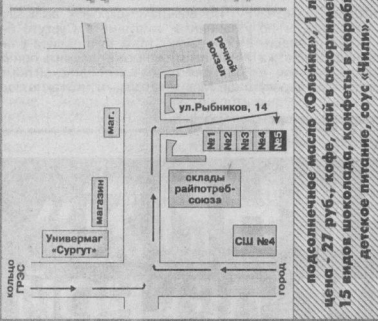 речной
вокзал
ул.Рыбников, 14
маг.
№1
№2
№3
№4
№5
магазин
склады
райпотреб-
союза
Универмаг
«Сургут»
СШ №4
кольцо
ГРЭС
город
подсолнечное масло «Олейка», 1 л
цена - 27 руб., кофе, чай в ассортимен
15 видов шоколада, конфеты в короб
детское питание, соус «Чили».